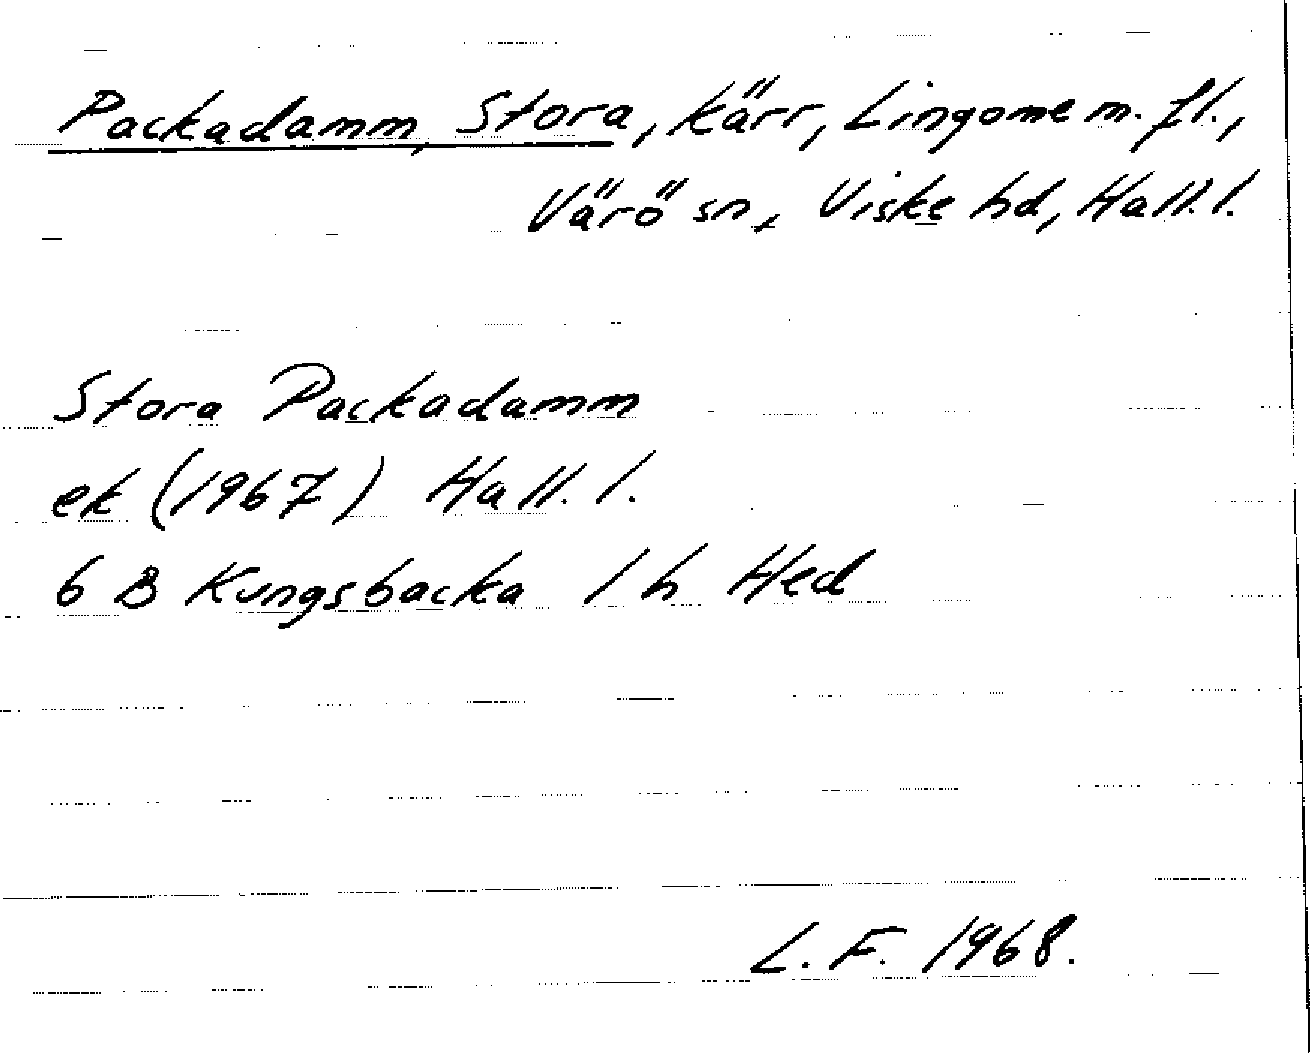 Packadamm, Stora, kärr, Lingome m. fl.,
Värö sn, Viske hd, Hall. l.
Stora Packadamm
ek (1967) Hall. l.
6 B Kungsbacka 1 h Hed
L. F. 1968.